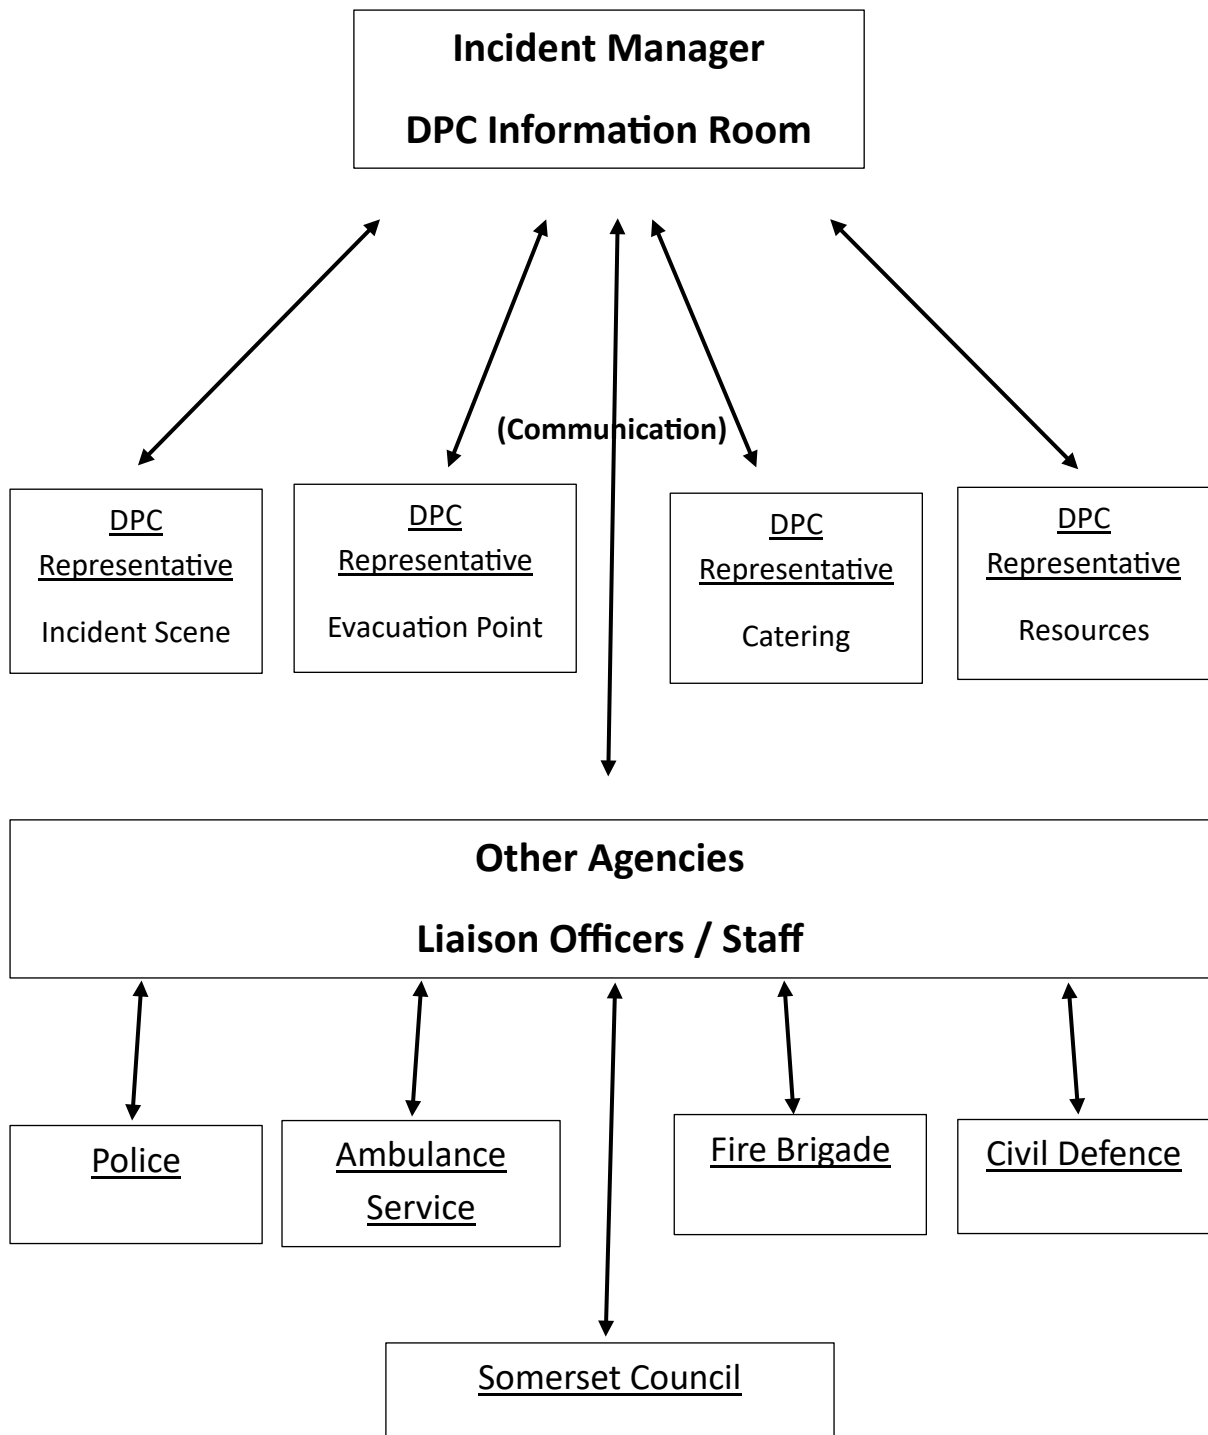 Incident Manager
DPC Information Room
(Communication)
DPC
Representative
Incident Scene
DPC
Representative
Evacuation Point
DPC
Representative
Catering
DPC
Representative
Resources
Other Agencies
Liaison Officers / Staff
Police
Ambulance
Service
Fire Brigade
Civil Defence
Somerset Council